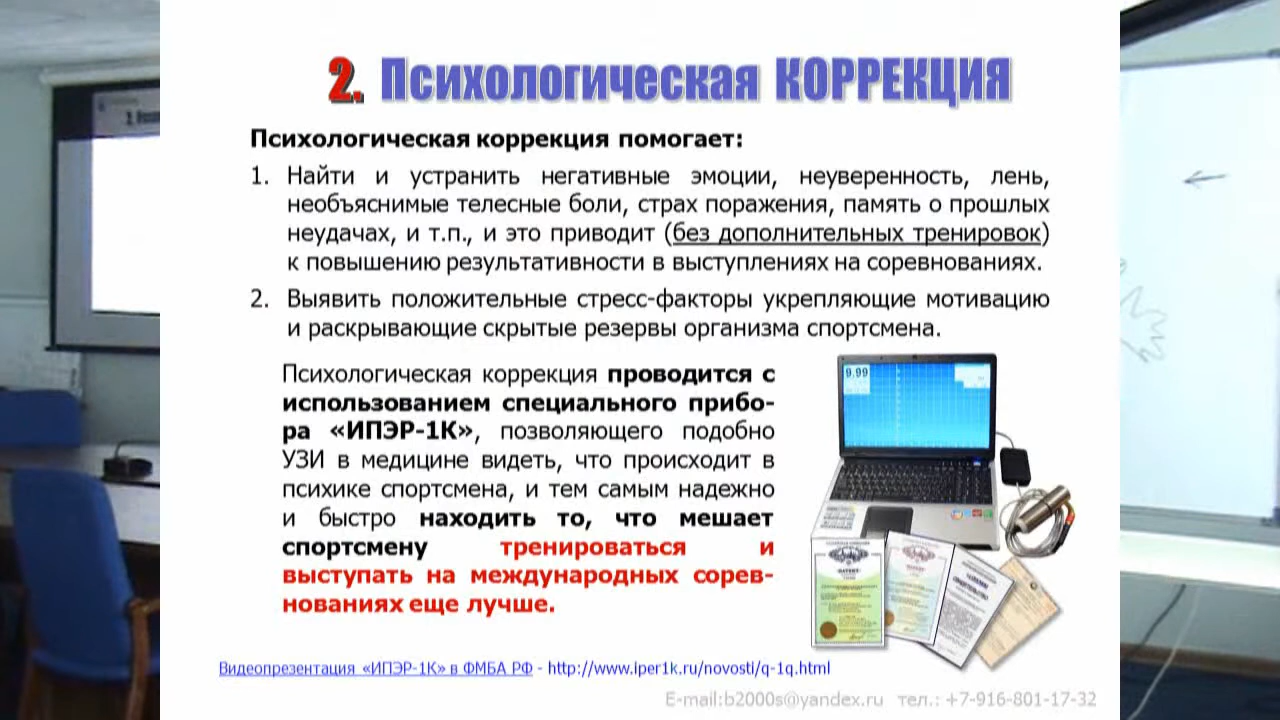 2. Психологическая КОРРЕКЦИЯ
Психологическая коррекция помогает:
1. Найти и устранить негативные эмоции, неуверенность, лень,
необъяснимые телесные боли, страх поражения, память о прошлых
неудачах, и т.п., и это приводит (без дополнительных тренировок)
к повышению результативности в выступлениях на соревнованиях.
2. Выявить положительные стресс-факторы укрепляющие мотивацию
и раскрывающие скрытые резервы организма спортсмена.
Психологическая коррекция проводится с
использованием специального прибо-
ра «ИПЭР-1К», позволяющего подобно
УЗИ в медицине видеть, что происходит в
психике спортсмена, и тем самым надежно
и быстро находить то, что мешает
спортсмену тренироваться и
выступать на международных сорев-
нованиях еще лучше.
9.99
Видеопрезентация «ИПЭР-1К» в ФМБА РФ - http://www.iper1k.ru/novosti/q-1q.html
E-mail:b2000s@yandex.ru тел.: +7-916-801-17-32